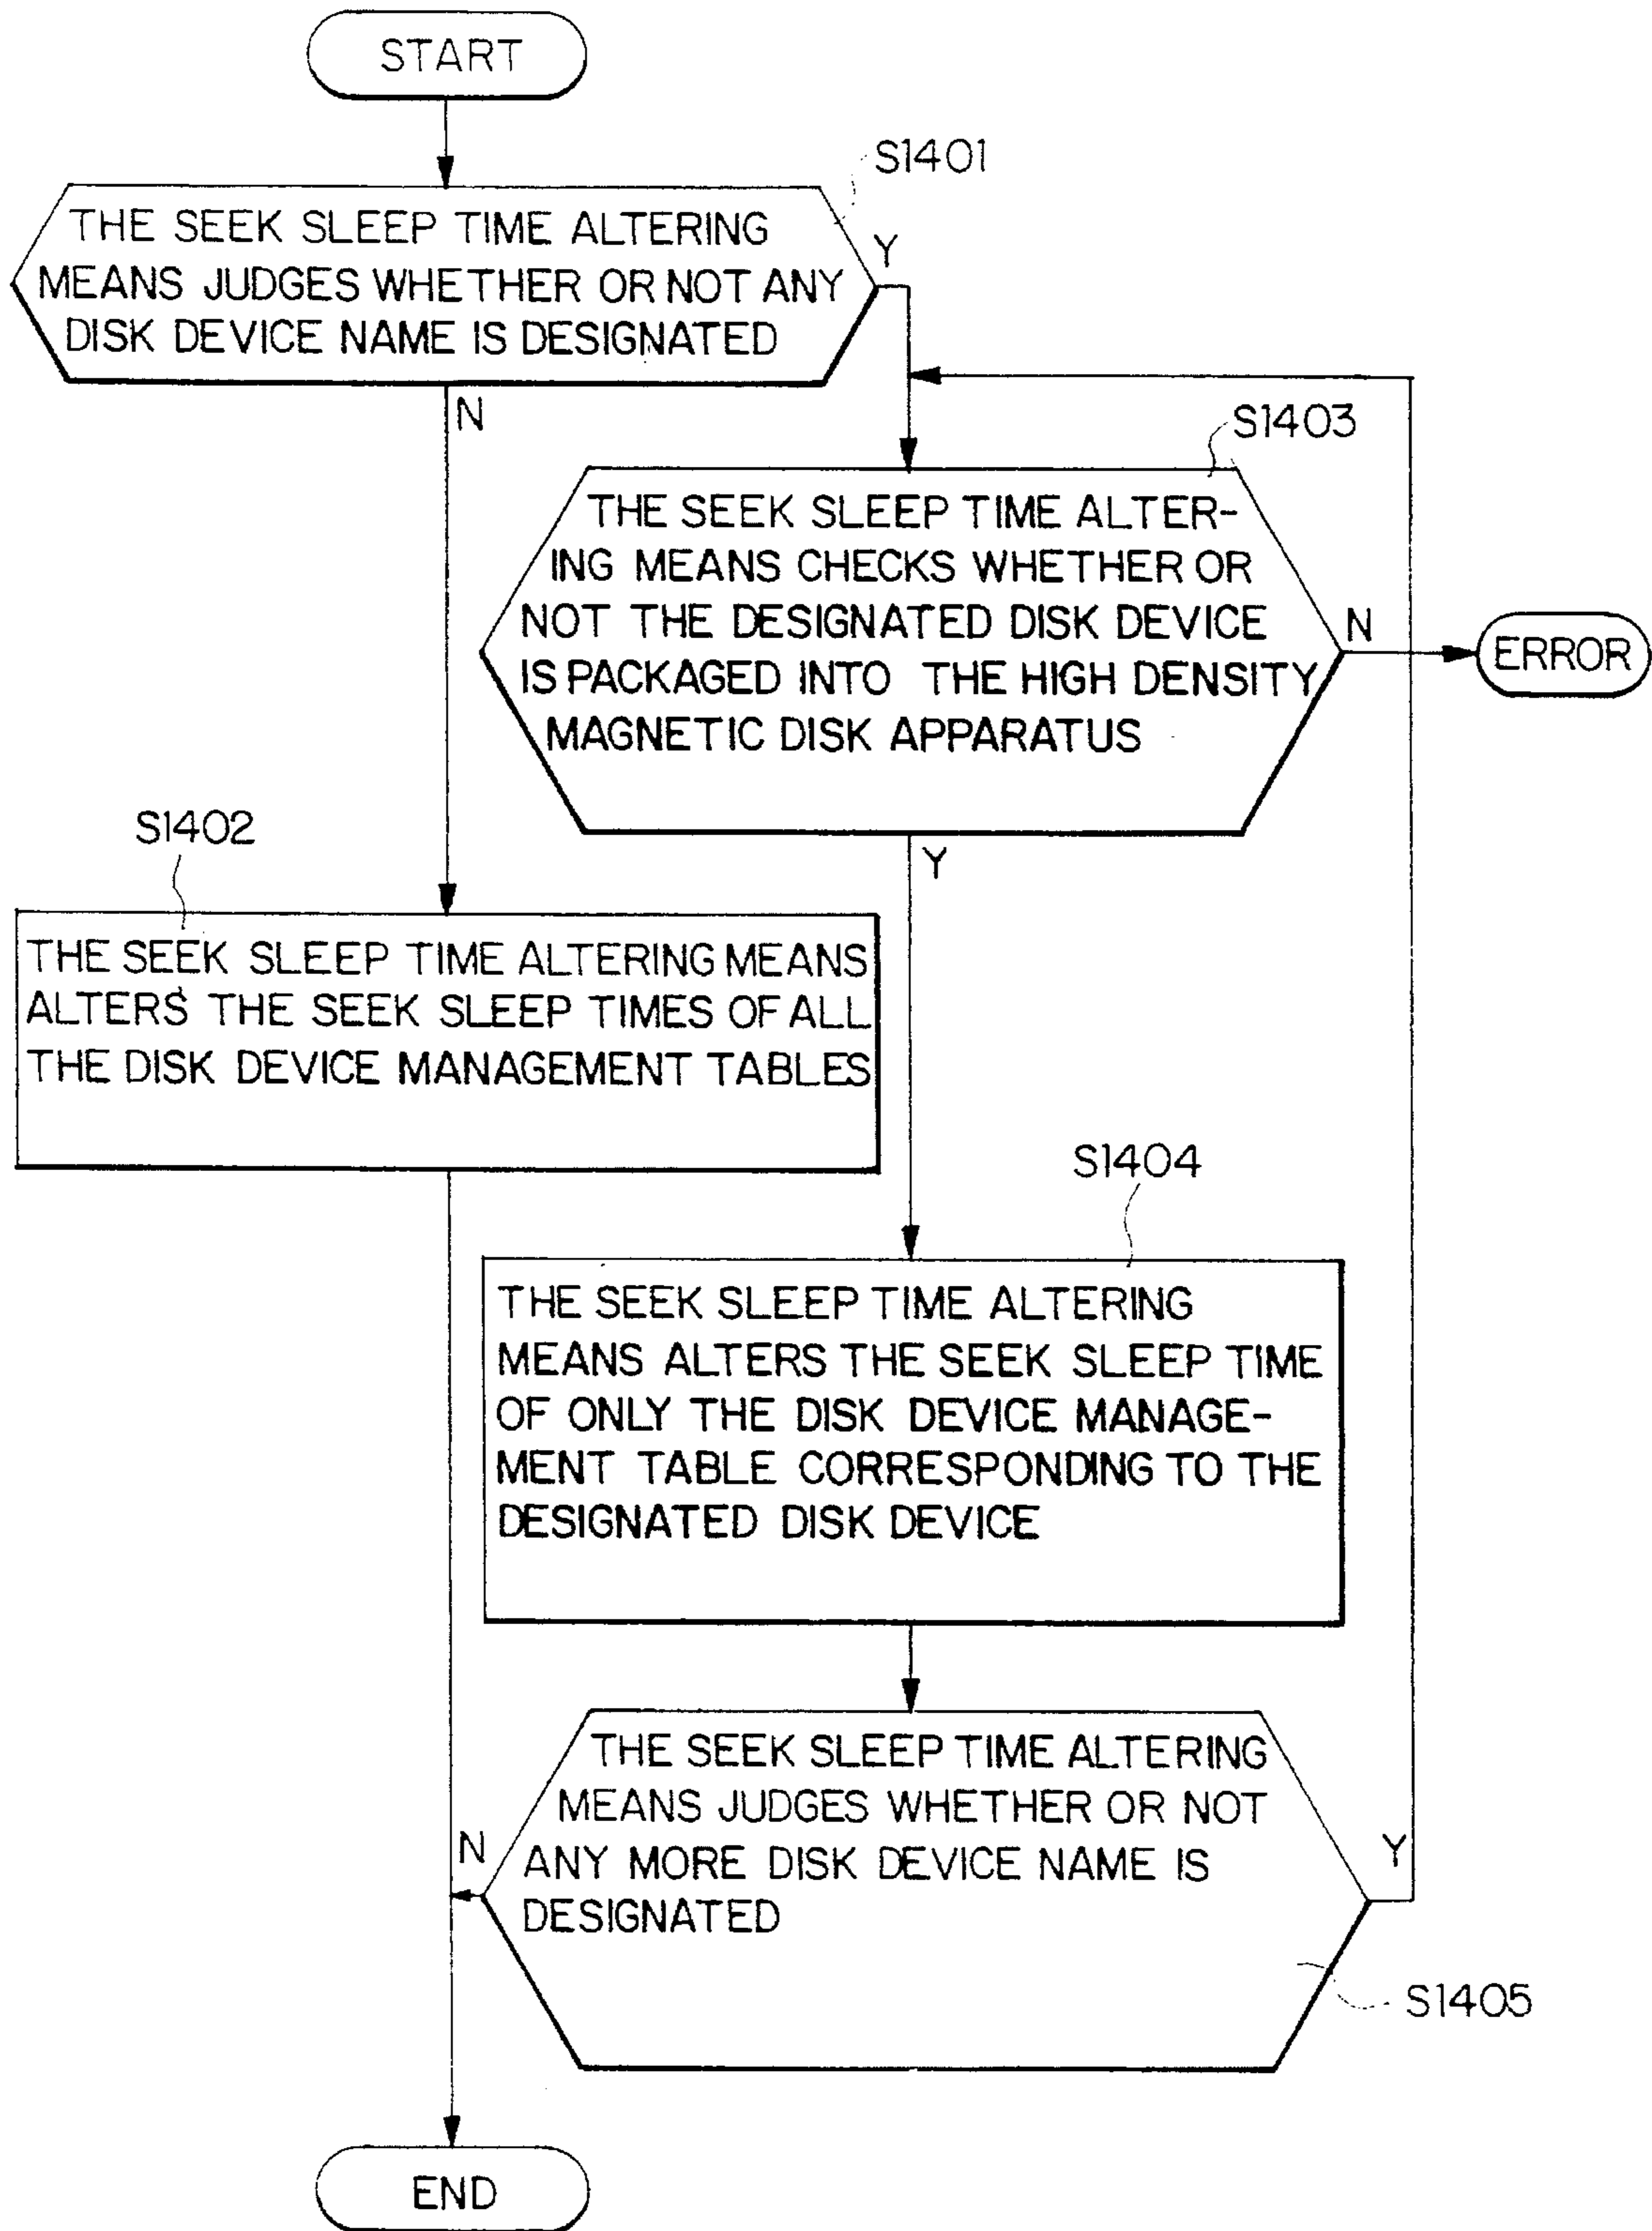 START
S1401
THE SEEK SLEEP TIME ALTERING
MEANS JUDGES WHETHER OR NOT ANY
DISK DEVICE NAME IS DESIGNATED
Y
N
S1403
THE SEEK SLEEP TIME ALTER-
ING MEANS CHECKS WHETHER OR
NOT THE DESIGNATED DISK DEVICE
IS PACKAGED INTO THE HIGH DENSITY
MAGNETIC DISK APPARATUS
N
ERROR
Y
S1402
THE SEEK SLEEP TIME ALTERING MEANS
ALTERS THE SEEK SLEEP TIMES OF ALL
THE DISK DEVICE MANAGEMENT TABLES
S1404
THE SEEK SLEEP TIME ALTERING
MEANS ALTERS THE SEEK SLEEP TIME
OF ONLY THE DISK DEVICE MANAGE-
MENT TABLE CORRESPONDING TO THE
DESIGNATED DISK DEVICE
THE SEEK SLEEP TIME ALTERING
MEANS JUDGES WHETHER OR NOT
ANY MORE DISK DEVICE NAME IS
DESIGNATED
N
Y
S1405
END